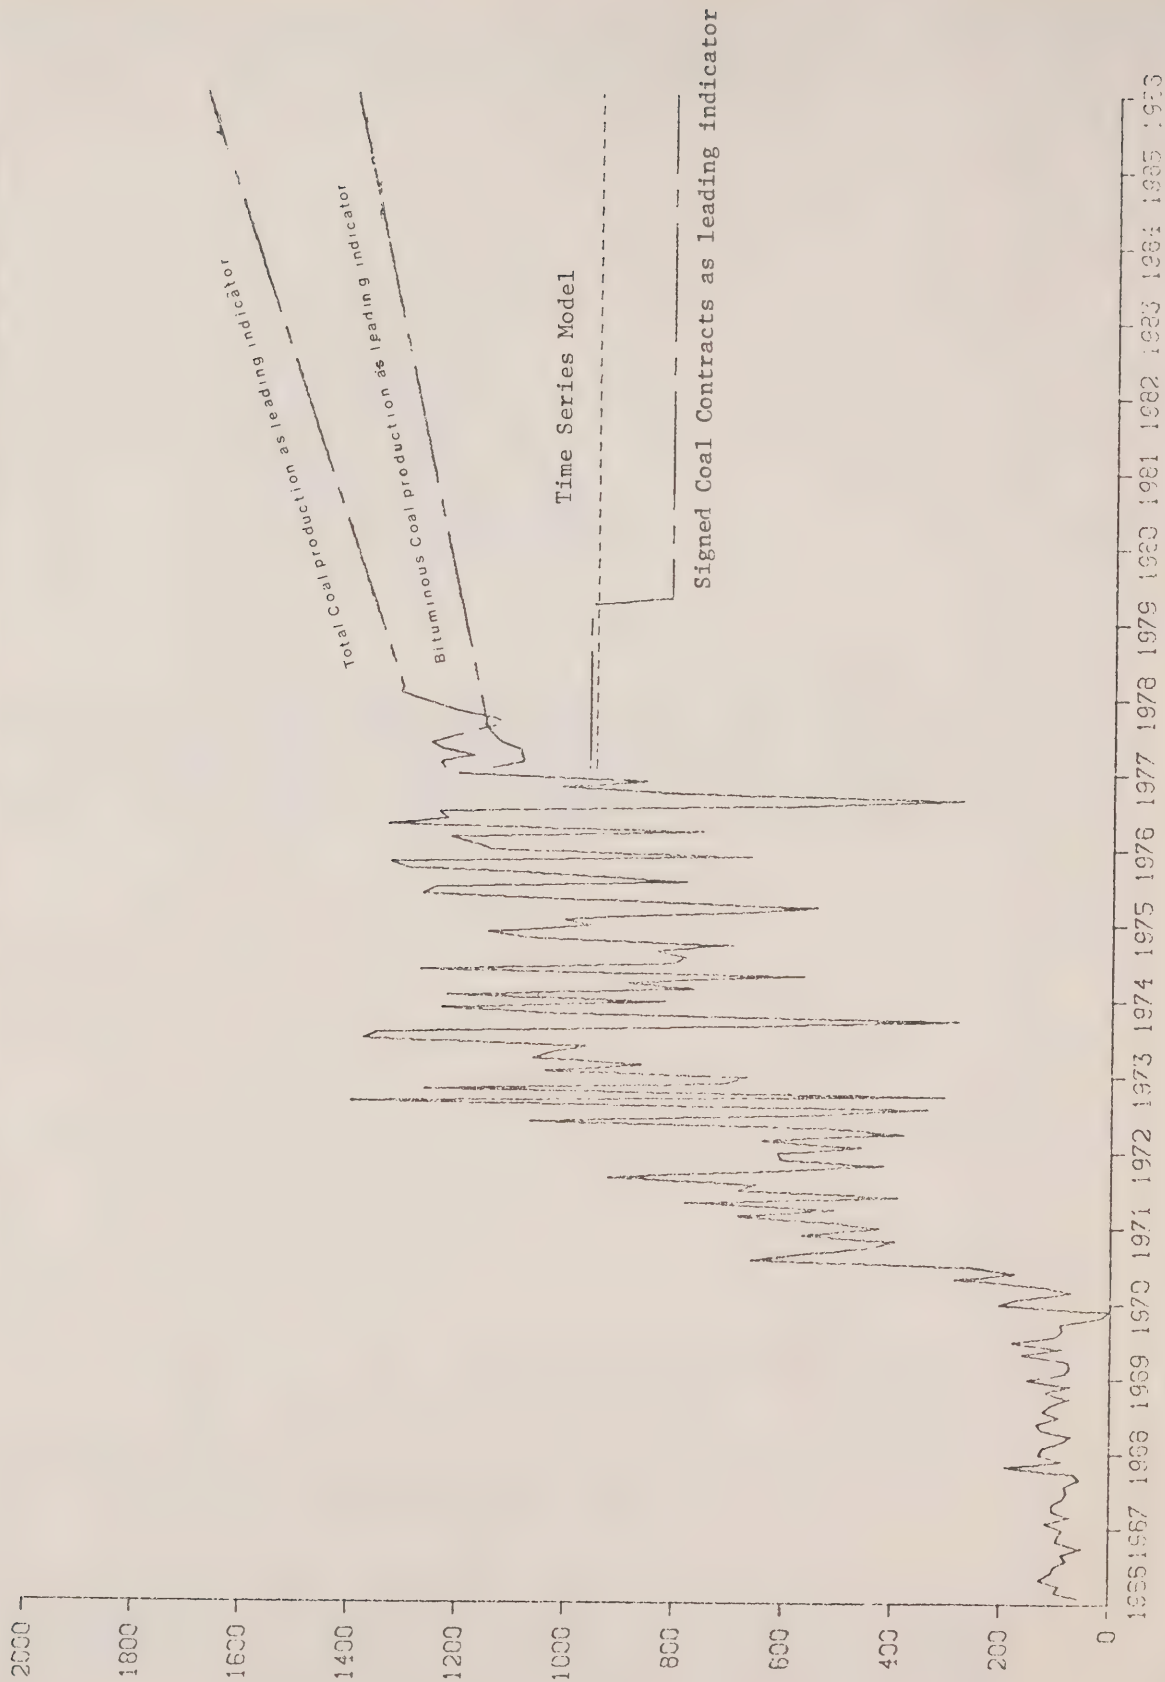 2000
1800
1600
1400
1200
1000
800
600
400
200
0
Total Coal production as leading indicator
Bituminous Coal production as leading indicator
Time Series Model
Signed Coal Contracts as leading indicator
1966 1967 1968 1969 1970 1971 1972 1973 1974 1975 1976 1977 1978 1979 1980 1981 1982 1983 1984 1985